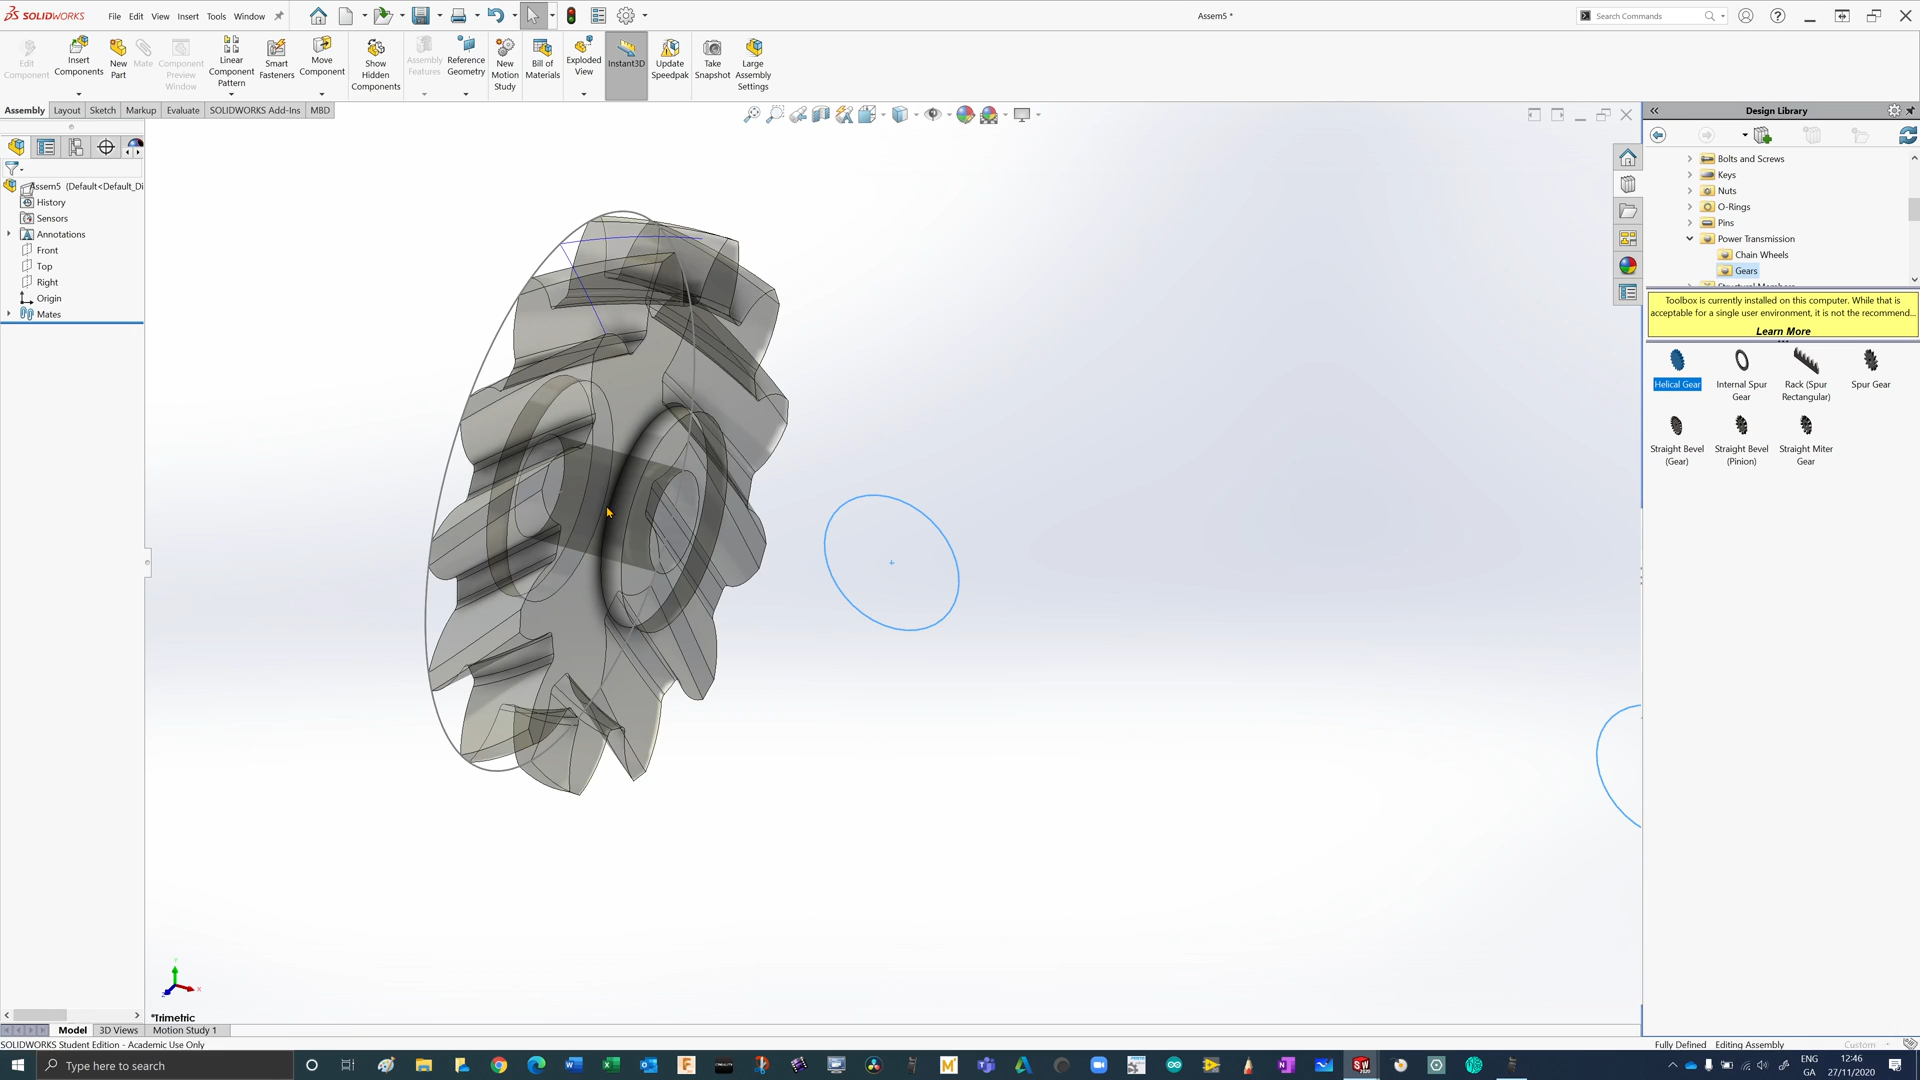 SOLIDWORKS
File
Edit
View
Insert
Tools
Window
Assem5 *
Search Commands
Edit
Component
Insert
Components
New
Part
Mate
Component
Preview
Window
Linear
Component
Pattern
Smart
Fasteners
Move
Component
Show
Hidden
Components
Assembly
Features
Reference
Geometry
New
Motion
Study
Bill of
Materials
Exploded
View
Instant3D
Update
Speedpak
Take
Snapshot
Large
Assembly
Settings
Assembly
Layout
Sketch
Markup
Evaluate
SOLIDWORKS Add-Ins
MBD
Assem5 (Default<Default_Di
History
Sensors
Annotations
Front
Top
Right
Origin
Mates
Design Library
Bolts and Screws
Keys
Nuts
O-Rings
Pins
Power Transmission
Chain Wheels
Gears
Toolbox is currently installed on this computer. While that is
acceptable for a single user environment, it is not the recommend...
Learn More
Helical Gear
Internal Spur
Gear
Rack (Spur
Rectangular)
Spur Gear
Straight Bevel
(Gear)
Straight Bevel
(Pinion)
Straight Miter
Gear
*Trimetric
Model
3D Views
Motion Study 1
SOLIDWORKS Student Edition - Academic Use Only
Fully Defined
Editing Assembly
Custom
Type here to search
ENG
GA
12:46
27/11/2020